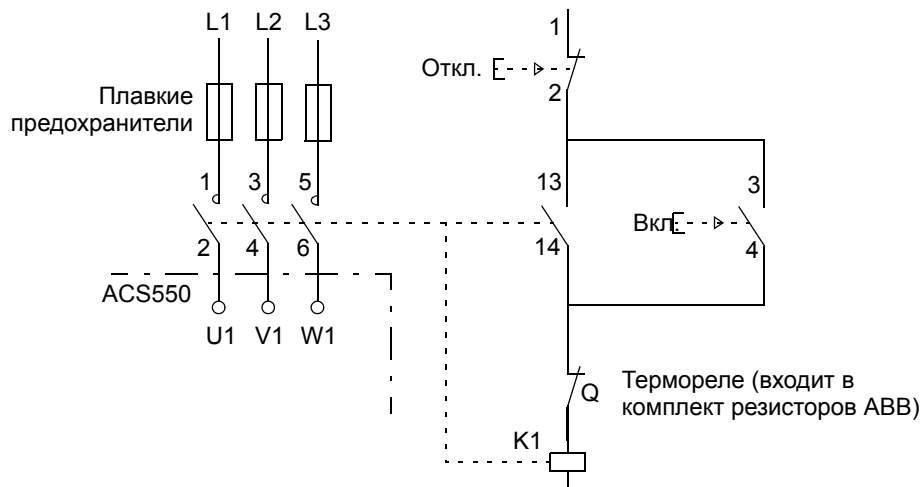 L1 L2 L3
1
Откл.
2
Плавкие
предохранители
1 3 5
13
3
2 4 6
14
Вкл.
4
ACS550
U1 V1 W1
Q
Термореле (входит в
комплект резисторов ABB)
K1